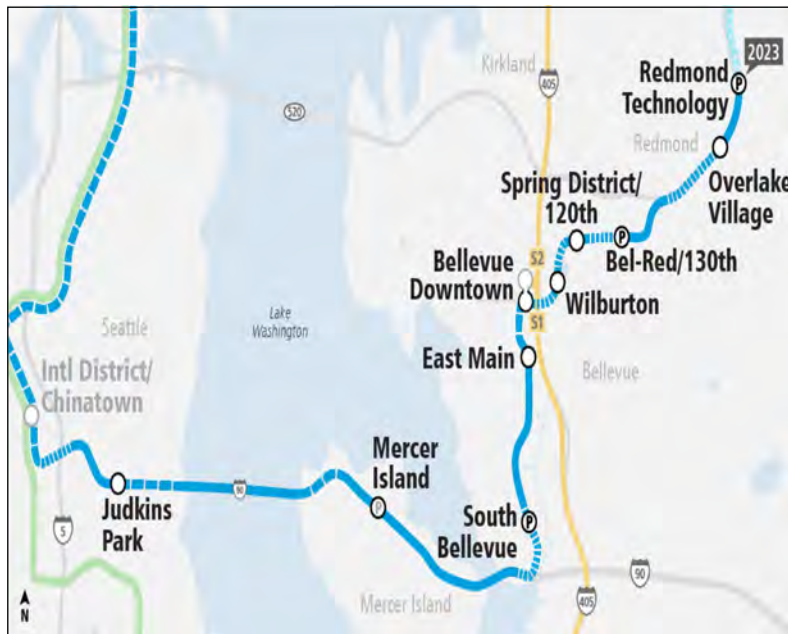 2023
Redmond
Technology
Kirkland
405
520
Redmond
Overlake
Village
Spring District/
120th
Bel-Red/130th
P
P
S2
Bellevue
Downtown
Wilburton
S1
Lake
Washington
Seattle
East Main
Bellevue
Intl District/
Chinatown
Mercer
Island
P
90
Judkins
Park
South
Bellevue
P
5
90
Mercer Island
405
N